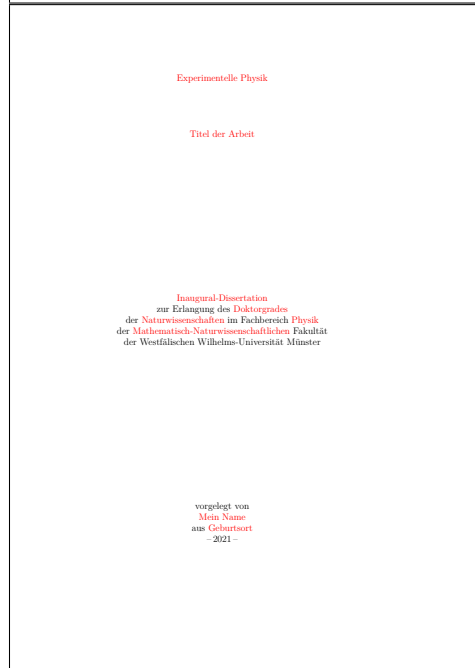 Experimentelle Physik
Titel der Arbeit
Inaugural-Dissertation
zur Erlangung des Doktorgrades
der Naturwissenschaften im Fachbereich Physik
der Mathematisch-Naturwissenschaftlichen Fakultät
der Westfälischen Wilhelms-Universität Münster
vorgelegt von
Mein Name
aus Geburtsort
– 2021 –